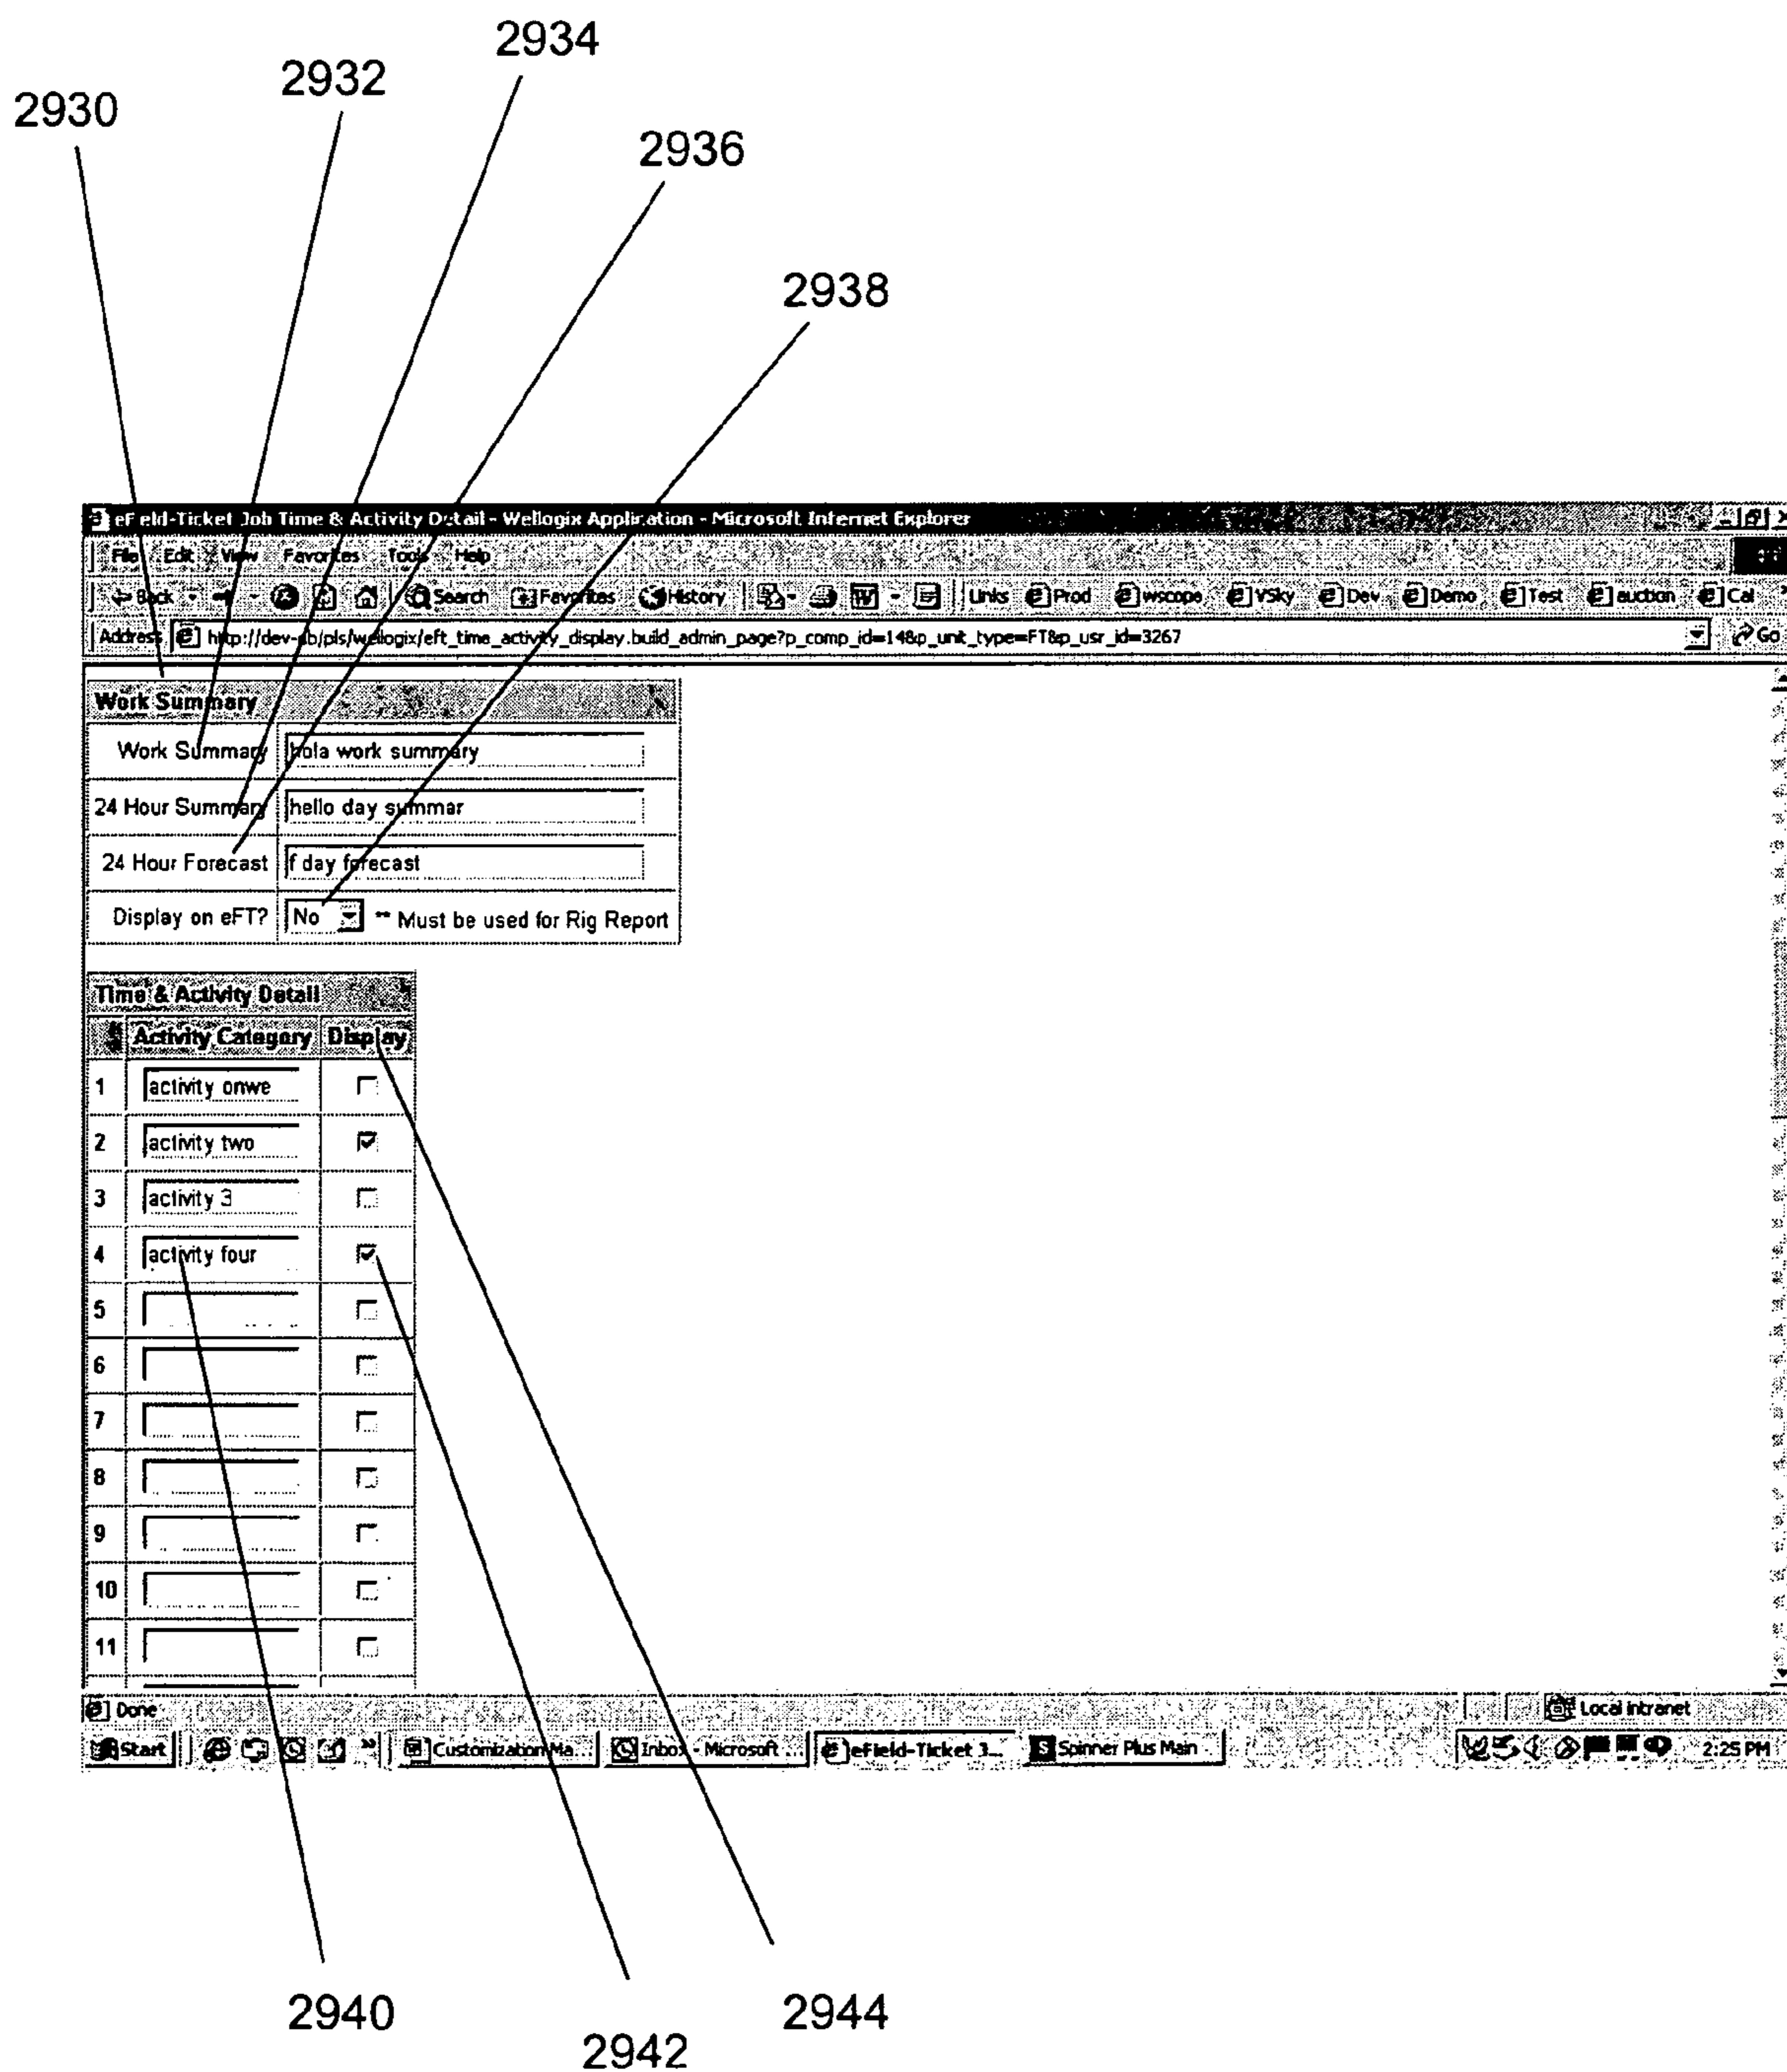 2934
2932
2930
2936
2938
eField-Ticket Job Time & Activity Detail - Wellogix Application - Microsoft Internet Explorer
File Edit View Favorites Tools Help
Back Search Favorites History Links Prod wscope VSky Dev Demo Test auction Cal
Address http://dev-db/pls/wellogix/eft_time_activity_display.build_admin_page?p_comp_id=148&p_unit_type=FT&p_usr_id=3267 Go
Work Summary
Work Summary hola work summary
24 Hour Summary hello day summar
24 Hour Forecast f day forecast
Display on eFT? No ** Must be used for Rig Report
Time & Activity Detail
Activity Category Display
1 activity onwe
2 activity two
3 activity 3
4 activity four
5
6
7
8
9
10
11
Done Local intranet
Start Customization Ma... Inbox - Microsoft ... eField-Ticket 3... Spinner Plus Main 2:25 PM
2940
2944
2942